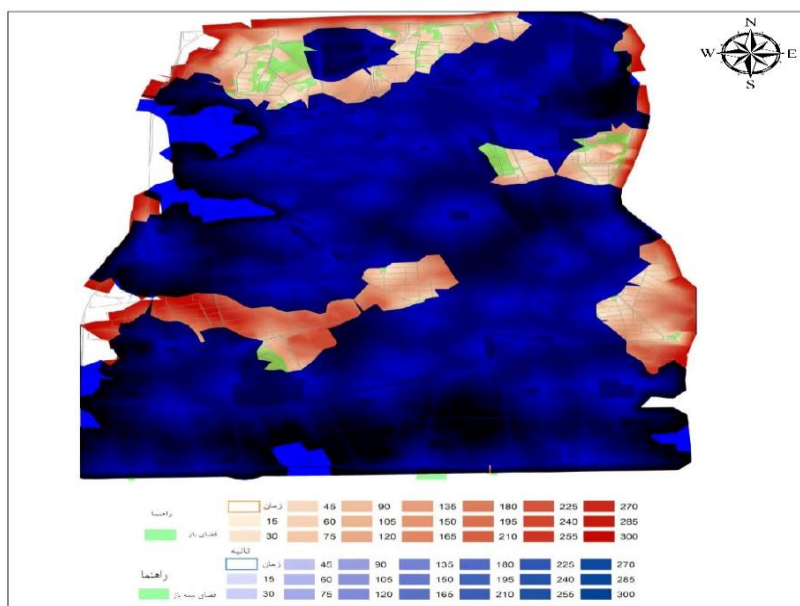 N
W E
S
راهنما
زمان 45 90 135 180 225 270
فضای باز 15 60 105 150 195 240 285
30 75 120 165 210 255 300
ثانیه
راهنما
زمان 45 90 135 180 225 270
15 60 105 150 195 240 285
فضای نیمه باز 30 75 120 165 210 255 300